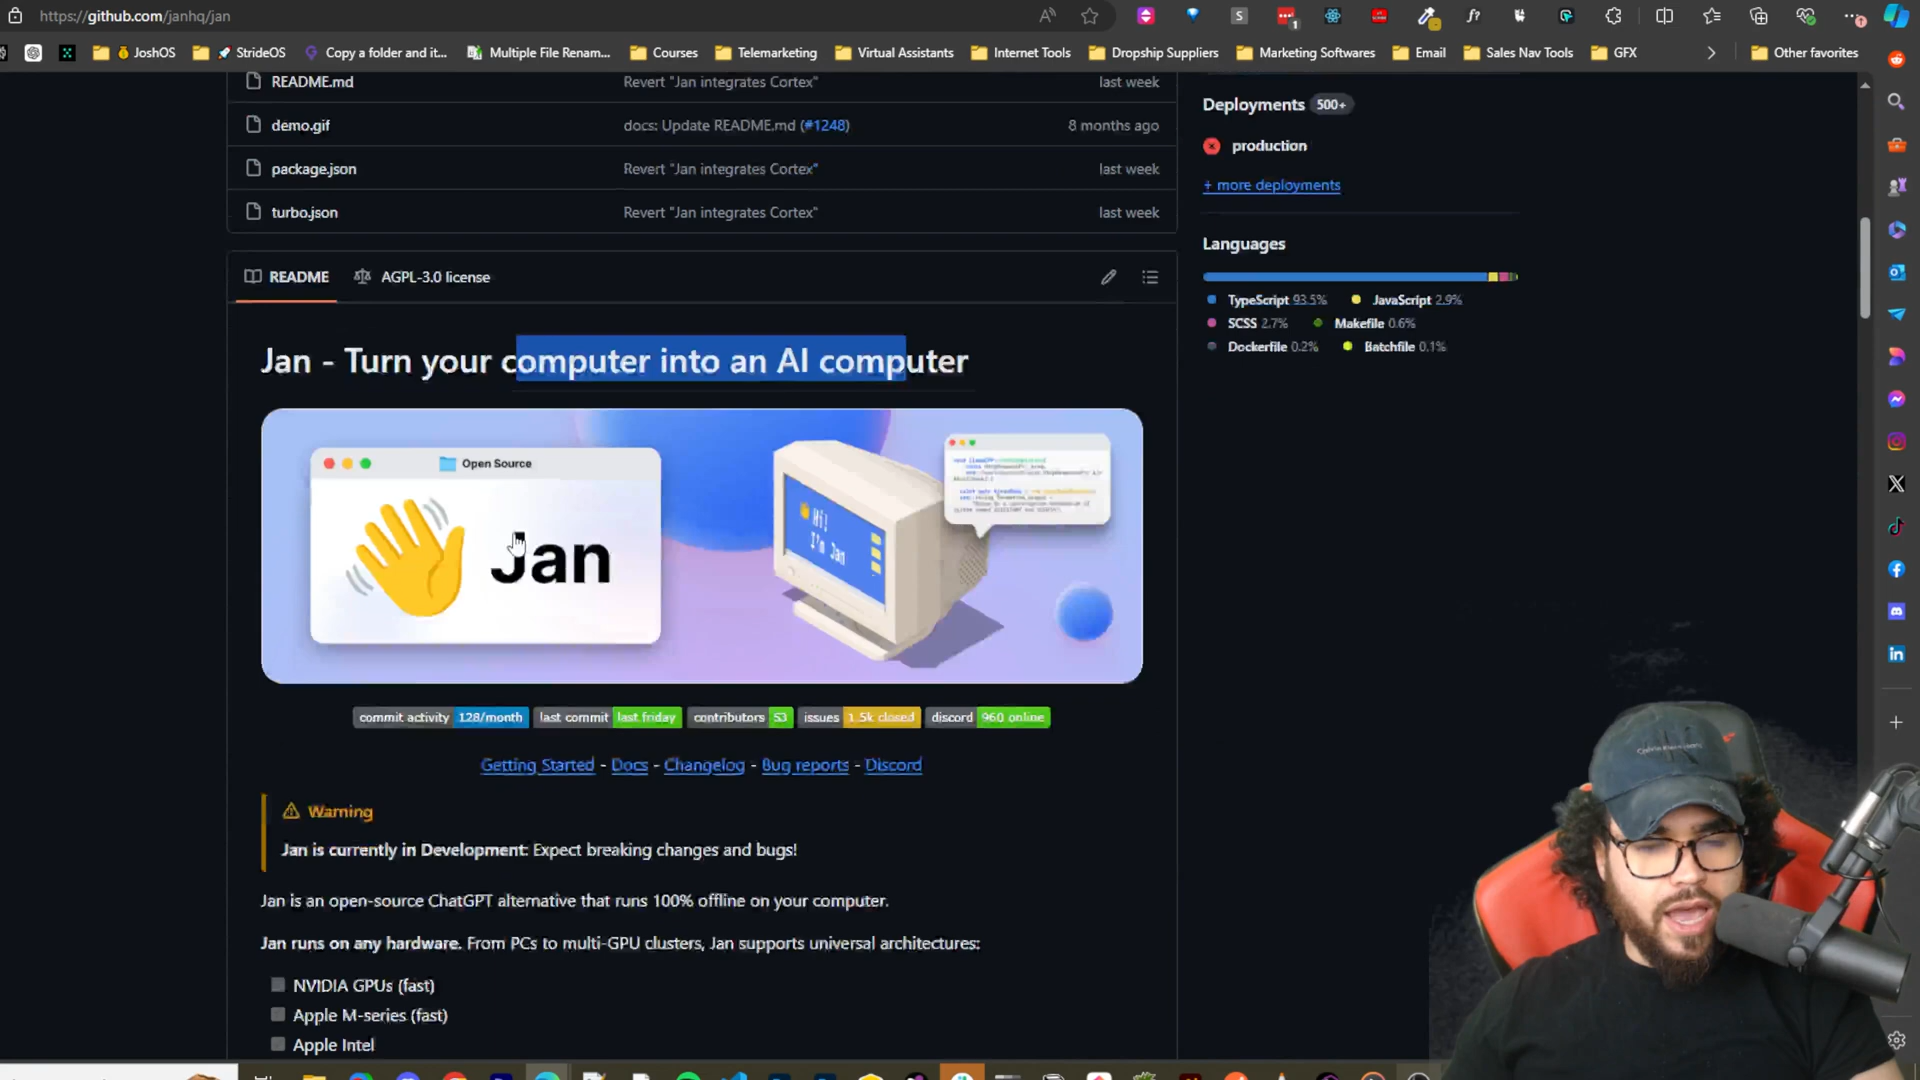 https://github.com/janhq/jan
JoshOS
StrideOS
Copy a folder and it...
Multiple File Renam...
Courses
Telemarketing
Virtual Assistants
Internet Tools
Dropship Suppliers
Marketing Softwares
Email
Sales Nav Tools
GFX
Other favorites
README.md Revert "Jan integrates Cortex" last week
demo.gif docs: Update README.md (#1248) 8 months ago
package.json Revert "Jan integrates Cortex" last week
turbo.json Revert "Jan integrates Cortex" last week
Deployments 500+
production
+ more deployments
Languages
TypeScript 93.5% JavaScript 2.9%
SCSS 2.7% Makefile 0.6%
Dockerfile 0.2% Batchfile 0.1%
README AGPL-3.0 license
Jan - Turn your computer into an AI computer
Open Source
Jan
Hi!
I'm Jan
commit activity 128/month last commit last friday contributors 53 issues 1.5k closed discord 960 online
Getting Started - Docs - Changelog - Bug reports - Discord
Warning
Jan is currently in Development: Expect breaking changes and bugs!
Jan is an open-source ChatGPT alternative that runs 100% offline on your computer.
Jan runs on any hardware. From PCs to multi-GPU clusters, Jan supports universal architectures:
NVIDIA GPUs (fast)
Apple M-series (fast)
Apple Intel